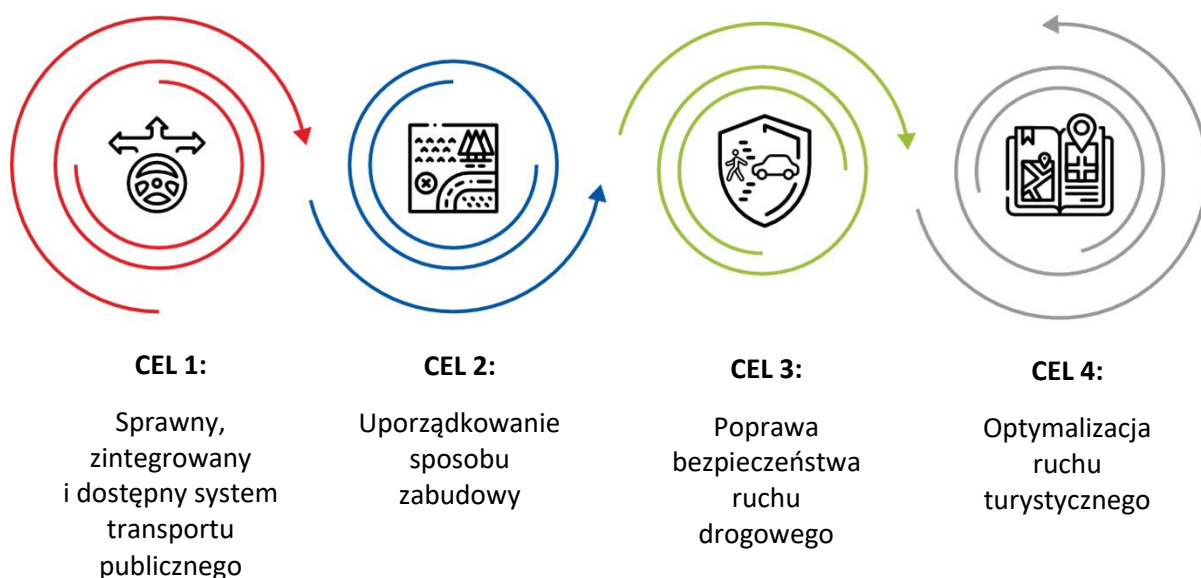 CEL 1:
Sprawny,
zintegrowany
i dostępny system
transportu
publicznego
CEL 2:
Uporządkowanie
sposobu
zabudowy
CEL 3:
Poprawa
bezpieczeństwa
ruchu
drogowego
CEL 4:
Optymalizacja
ruchu
turystycznego